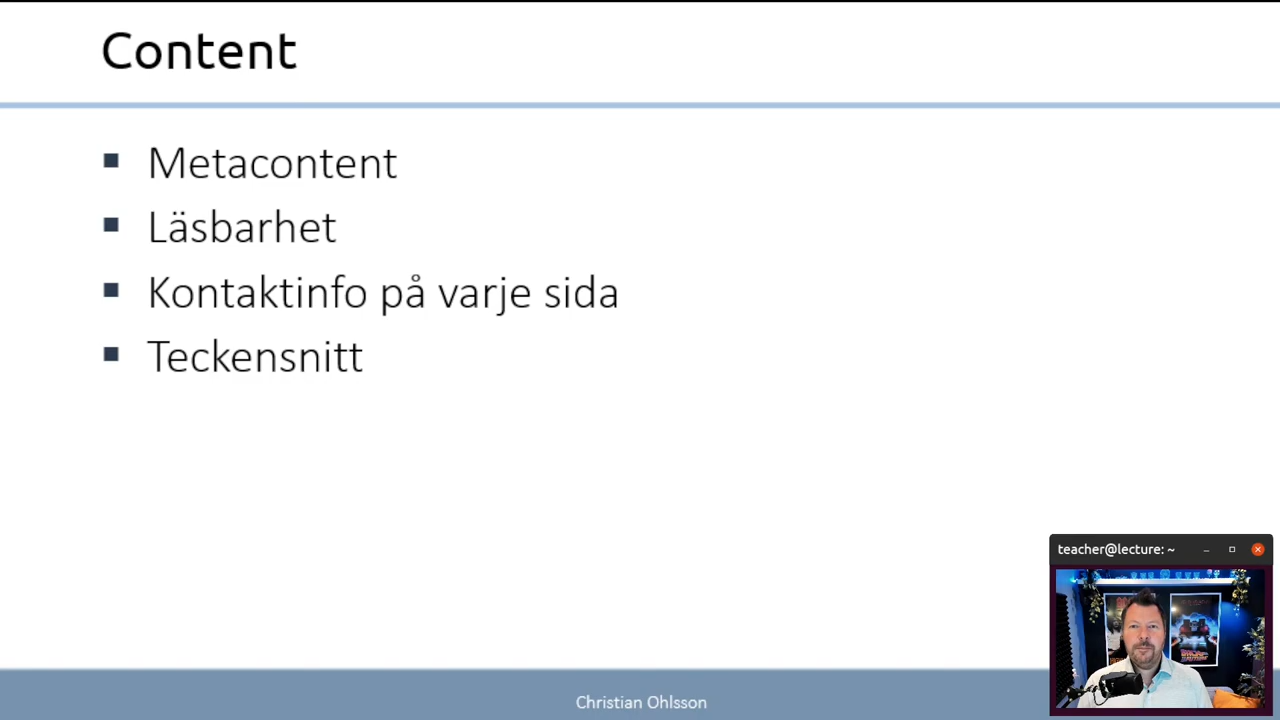 Content
Metacontent
Läsbarhet
Kontaktinfo på varje sida
Teckensnitt
teacher@lecture: ~
Christian Ohlsson